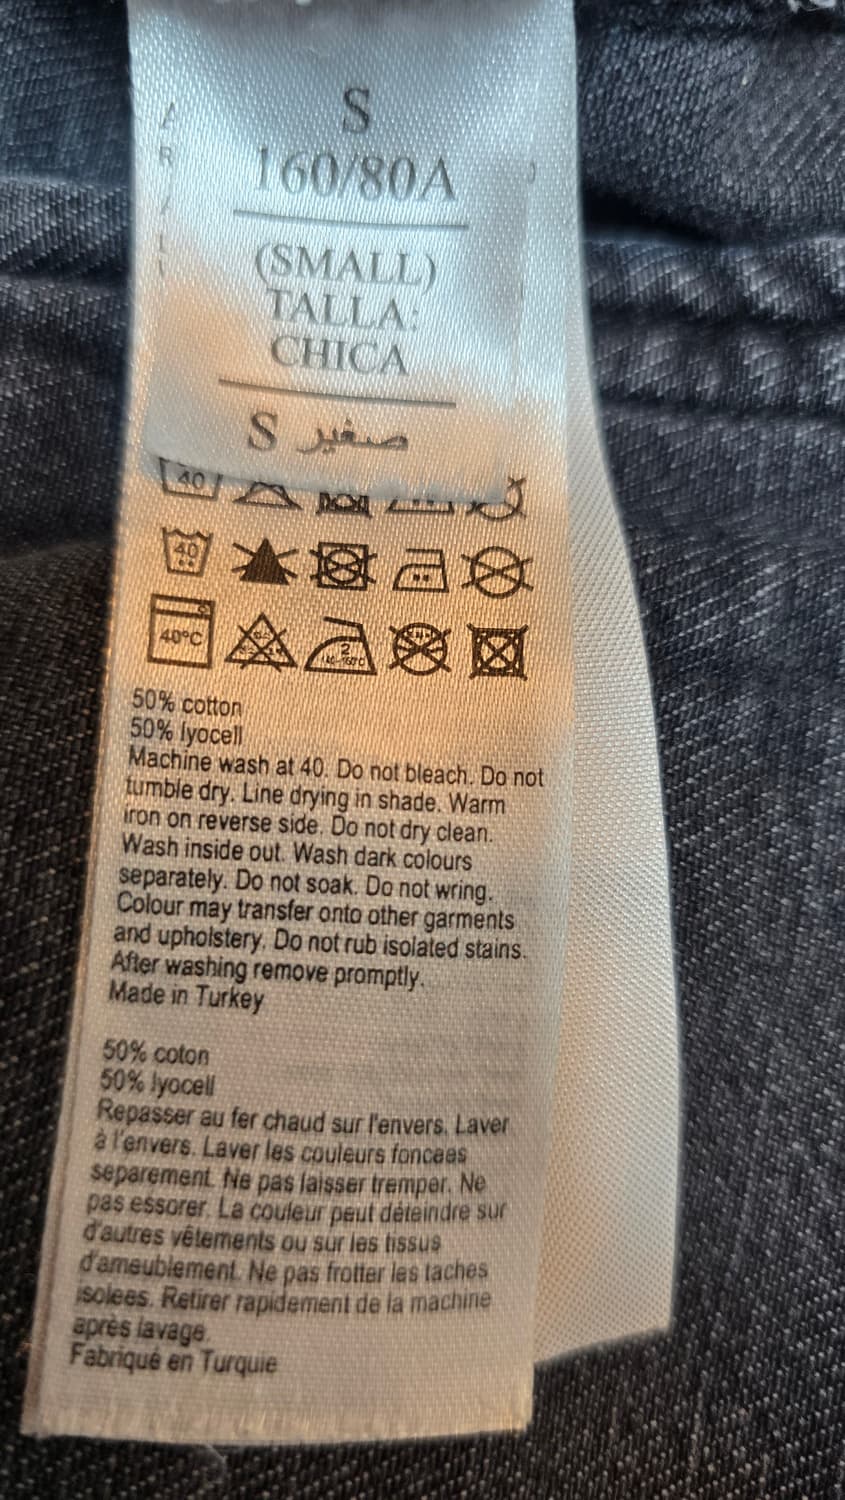 S
160/80A
(SMALL)
TALLA:
CHICA
S صغير
40
40
40°C
2
50% cotton
50% lyocell
Machine wash at 40. Do not bleach. Do not
tumble dry. Line drying in shade. Warm
iron on reverse side. Do not dry clean.
Wash inside out. Wash dark colours
separately. Do not soak. Do not wring.
Colour may transfer onto other garments
and upholstery. Do not rub isolated stains.
After washing remove promptly.
Made in Turkey
50% coton
50% lyocell
Repasser au fer chaud sur l'envers. Laver
à l'envers. Laver les couleurs foncees
separement. Ne pas laisser tremper. Ne
pas essorer. La couleur peut déteindre sur
d'autres vêtements ou sur les tissus
d'ameublement. Ne pas frotter les taches
isolees. Retirer rapidement de la machine
après lavage.
Fabriqué en Turquie